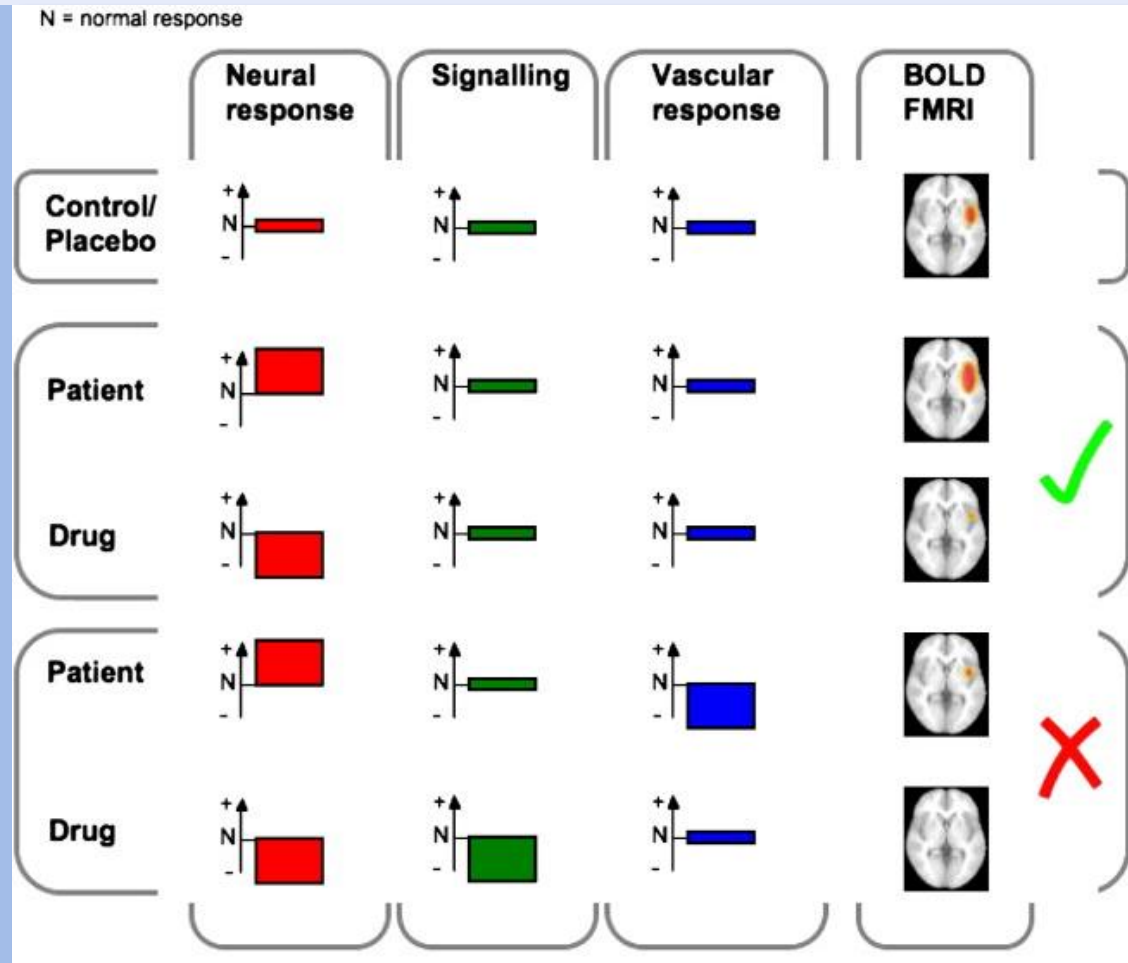 N = normal response
Neural
response
Signalling
Vascular
response
BOLD
FMRI
Control/
Placebo
+
N
-
+
N
-
+
N
-
Patient
+
N
-
+
N
-
+
N
-
Drug
+
N
-
+
N
-
+
N
-
Patient
+
N
-
+
N
-
+
N
-
Drug
+
N
-
+
N
-
+
N
-